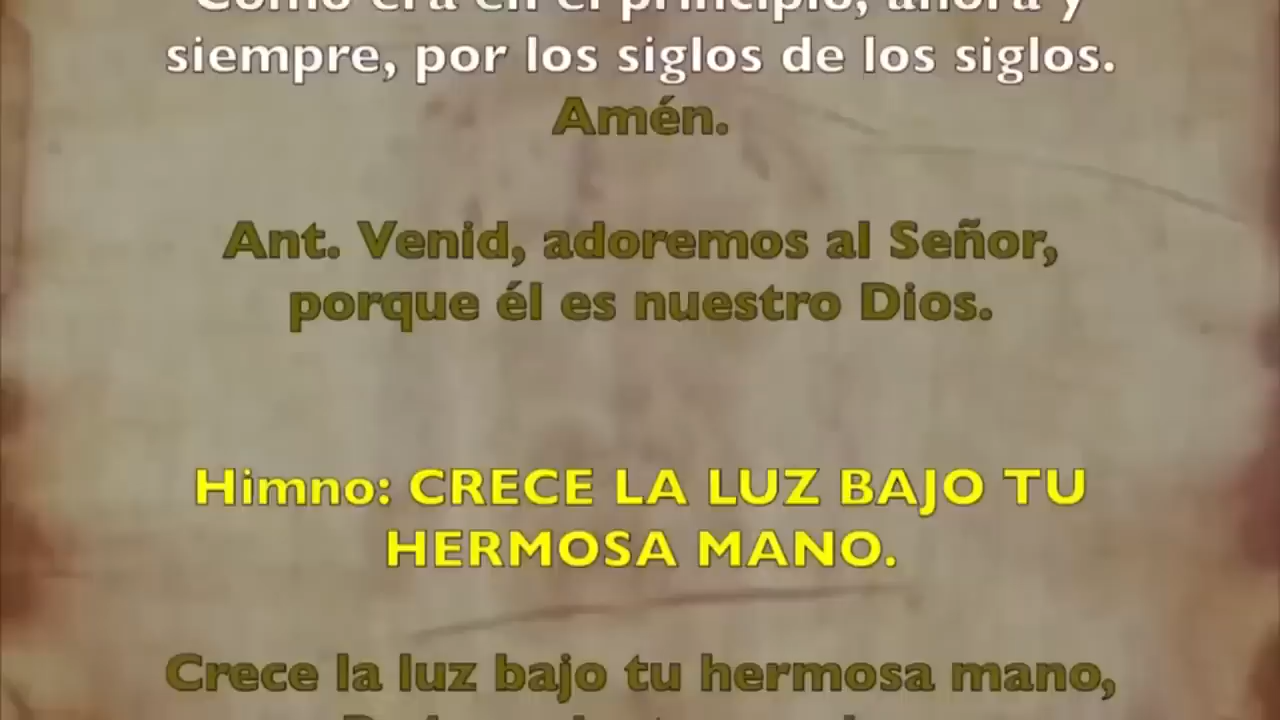 Como era en el principio, ahora y
siempre, por los siglos de los siglos.
Amén.
Ant. Venid, adoremos al Señor,
porque él es nuestro Dios.
Himno: CRECE LA LUZ BAJO TU
HERMOSA MANO.
Crece la luz bajo tu hermosa mano,